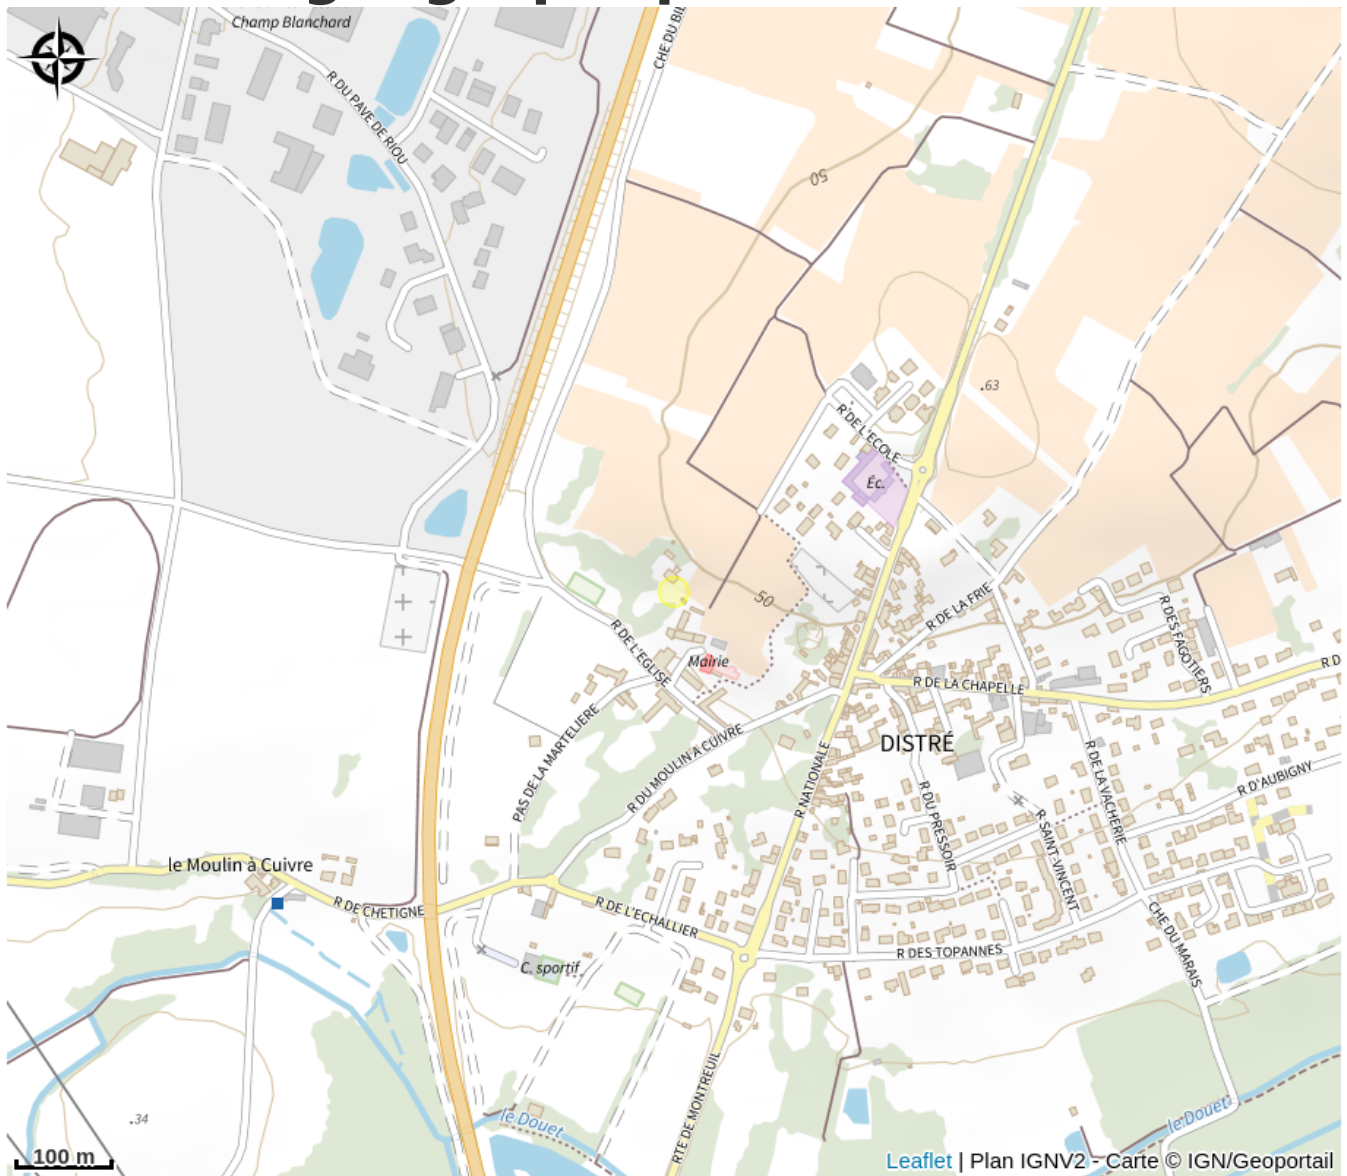 Champ Blanchard
R DU PAVE DE RIOU
CHE DU BIL
50
63
R DE L'ECOLE
Éc.
50
R DE LA FRIE
R DES FAGOTIERS
R DE L'EGLISE
Mairie
R DE LA CHAPELLE
R D
PAS DE LA MARTELIERE
R DU MOULIN A CUIVRE
DISTRÉ
R NATIONALE
R DU PRESSOIR
R DE LA VACHERIE
R D'AUBIGNY
R SAINT-VINCENT
le Moulin à Cuivre
R DE CHETIGNE
R DE L'ECHALLIER
R DES TOPANNES
CHE DU MARAIS
C. sportif
RTE DE MONTREUIL
le Douet
le Douet
34
100 m
Leaflet | Plan IGNV2 - Carte © IGN/Geoportail